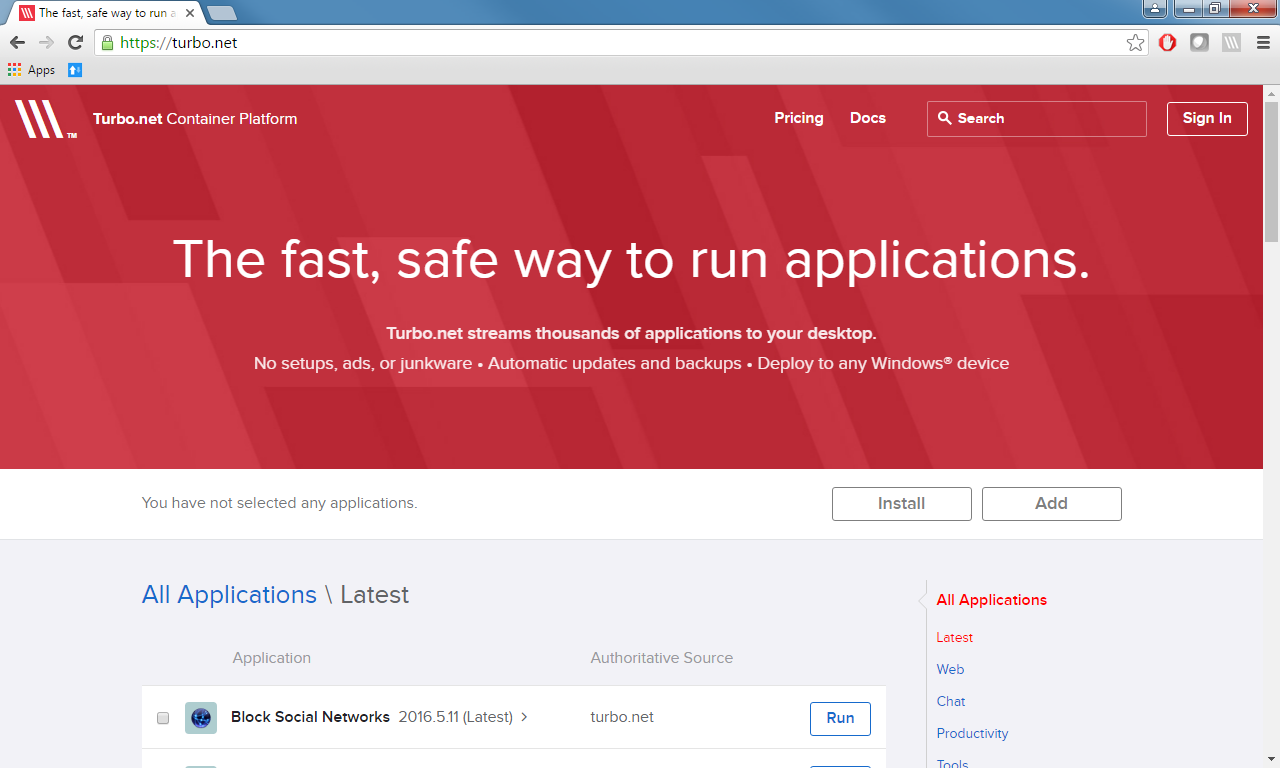 The fast, safe way to run a
https://turbo.net
Apps
TM
Turbo.net Container Platform
Pricing
Docs
Search
Sign In
The fast, safe way to run applications.
Turbo.net streams thousands of applications to your desktop.
No setups, ads, or junkware • Automatic updates and backups • Deploy to any Windows® device
You have not selected any applications.
Install
Add
All Applications \ Latest
Application
Authoritative Source
Block Social Networks 2016.5.11 (Latest) >
turbo.net
Run
All Applications
Latest
Web
Chat
Productivity
Tools